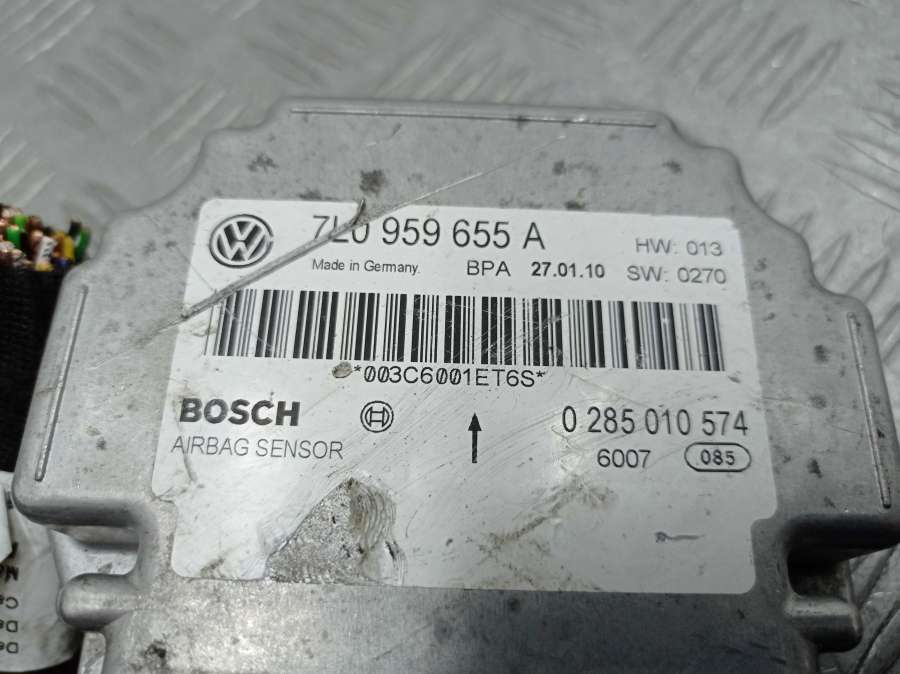 7L0 959 655 A
HW: 013
Made in Germany.
BPA 27.01.10
SW: 0270
*003C6001ET6S*
BOSCH
0 285 010 574
AIRBAG SENSOR
6007
085